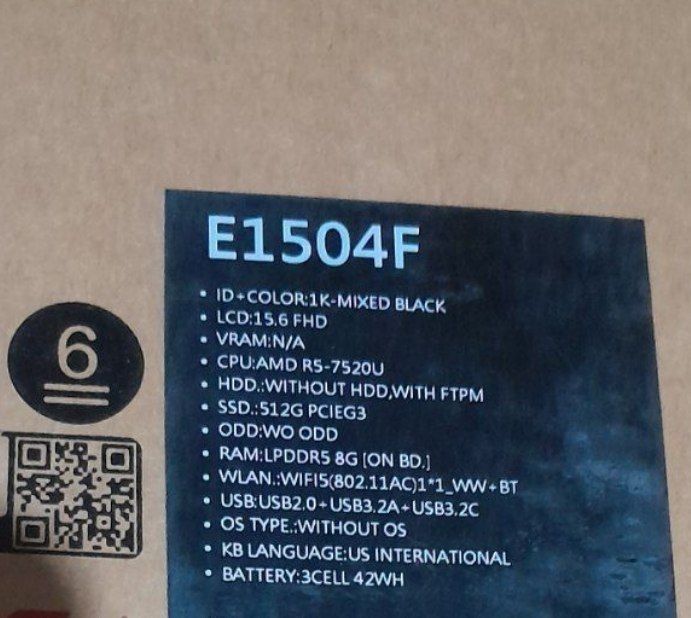 E1504F
• ID+COLOR:1K-MIXED BLACK
• LCD:15.6 FHD
• VRAM:N/A
• CPU:AMD R5-7520U
• HDD.:WITHOUT HDD,WITH FTPM
• SSD.:512G PCIEG3
• ODD:WO ODD
• RAM:LPDDR5 8G [ON BD.]
• WLAN.:WIFI5(802.11AC)1*1_WW+BT
• USB:USB2.0+USB3.2A+USB3.2C
• OS TYPE.:WITHOUT OS
• KB LANGUAGE:US INTERNATIONAL
• BATTERY:3CELL 42WH
6